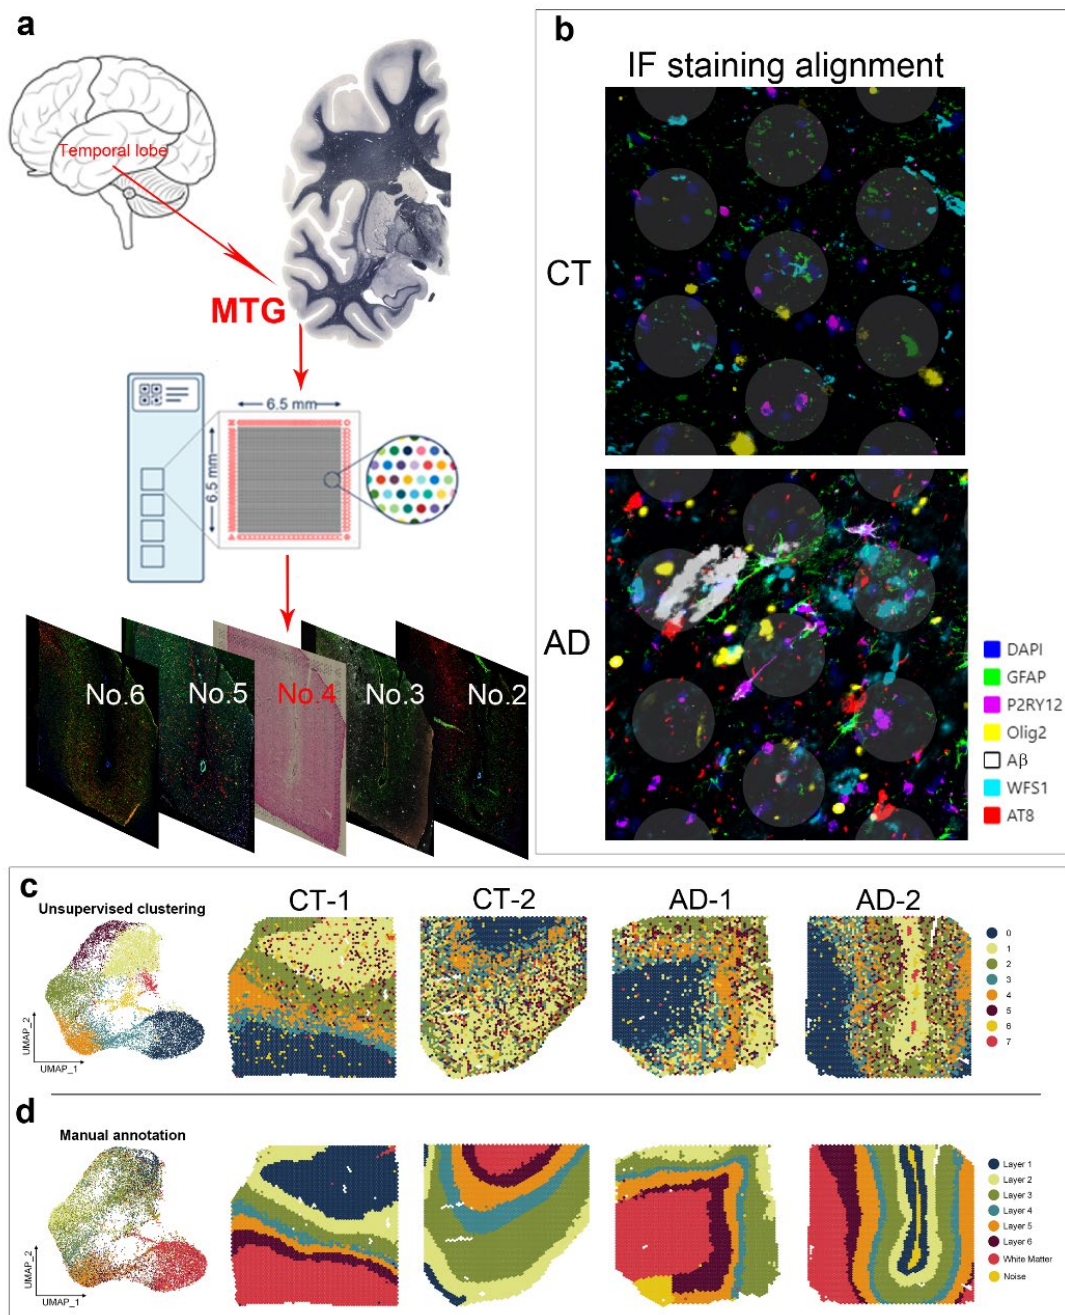 a
Temporal lobe
MTG
6.5 mm
6.5 mm
No.6
No.5
No.4
No.3
No.2
b
IF staining alignment
CT
AD
DAPI
GFAP
P2RY12
Olig2
Aβ
WFS1
AT8
c
Unsupervised clustering
CT-1
CT-2
AD-1
AD-2
UMAP_2
UMAP_1
0
1
2
3
4
5
6
7
d
Manual annotation
UMAP_2
UMAP_1
Layer 1
Layer 2
Layer 3
Layer 4
Layer 5
Layer 6
White Matter
Noise